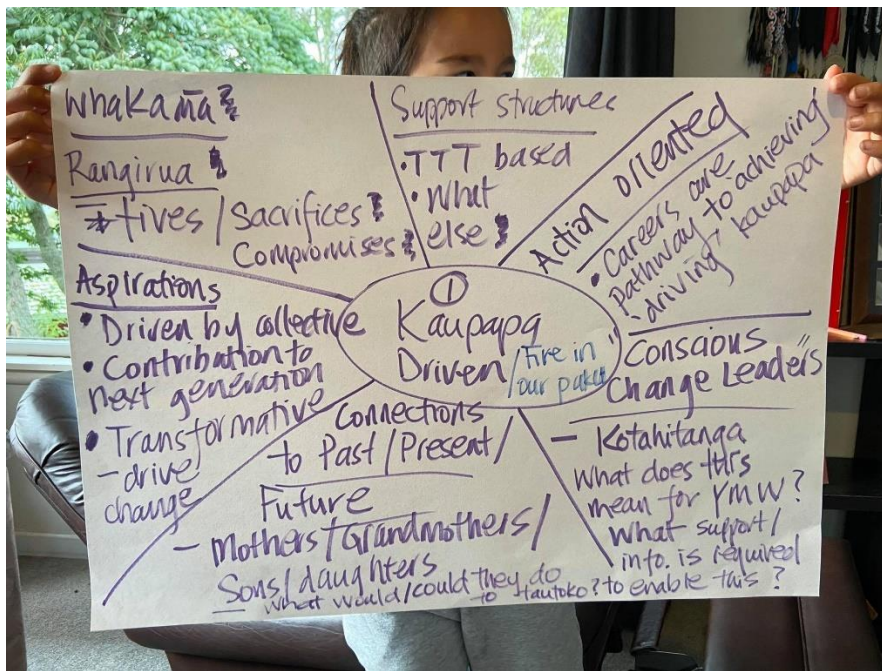 Whakamā
Rangirua
tives / Sacrifices
Compromises
Support structures
• TTT based
• What
else
Action oriented
• Careers are
pathway to achieving
"driving" kaupapa
①
Kaupapa
Driven / Fire in
our puku
Aspirations
• Driven by collective
• Contribution to
next generation
• Transformative
- drive
change
Conscious
Change Leaders"
- Kotahitanga
What does this
mean for YMW?
What support/
info. is required
to enable this?
Connections
to Past / Present /
Future
- Mothers / Grandmothers /
Sons / daughters
What would / could they do
to tautoko?